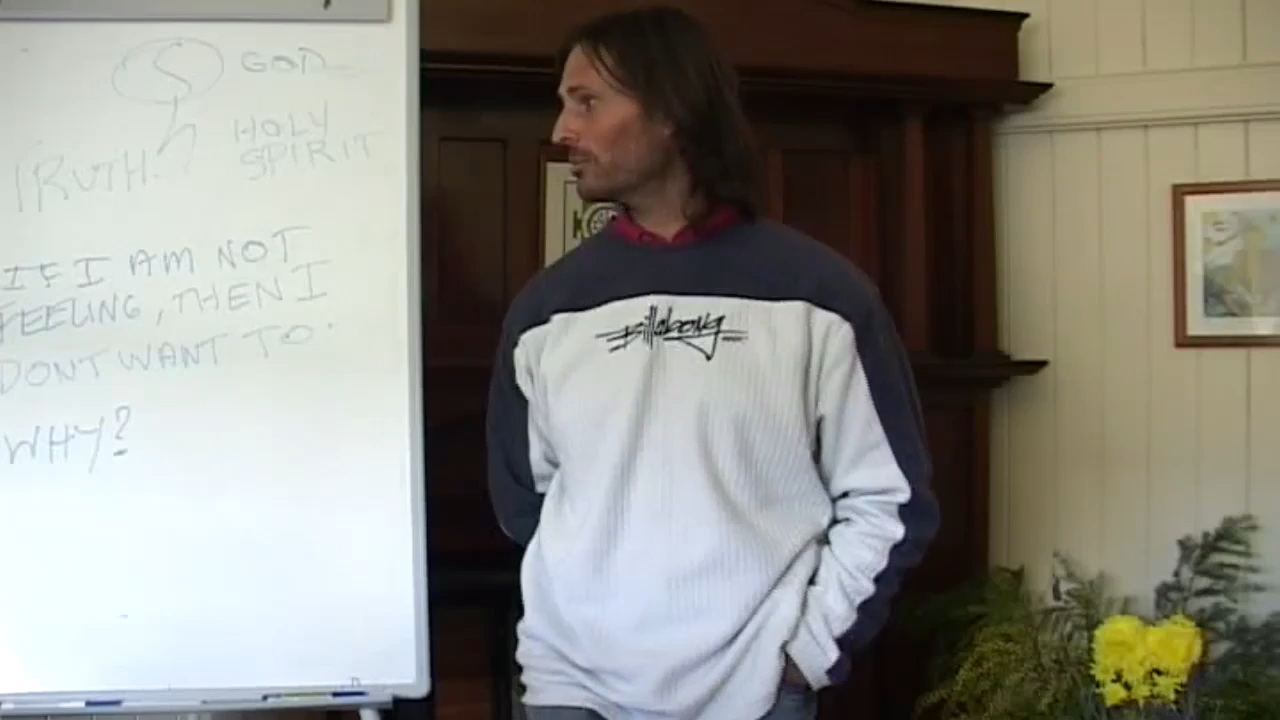 S GOD
HOLY
SPIRIT
TRUTH.
IF I AM NOT
FEELING, THEN I
DONT WANT TO.
WHY?
Billabong